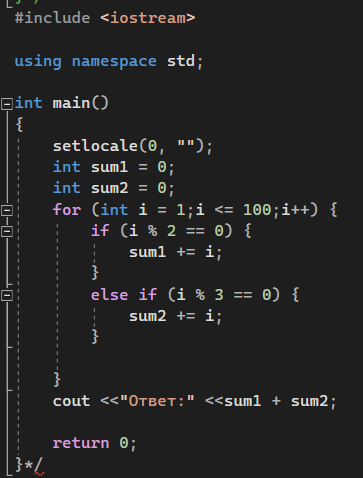 #include <iostream>
using namespace std;
int main()
{
setlocale(0, "");
int sum1 = 0;
int sum2 = 0;
for (int i = 1;i <= 100;i++) {
if (i % 2 == 0) {
sum1 += i;
}
else if (i % 3 == 0) {
sum2 += i;
}
}
cout <<"Ответ:" <<sum1 + sum2;
return 0;
}*/